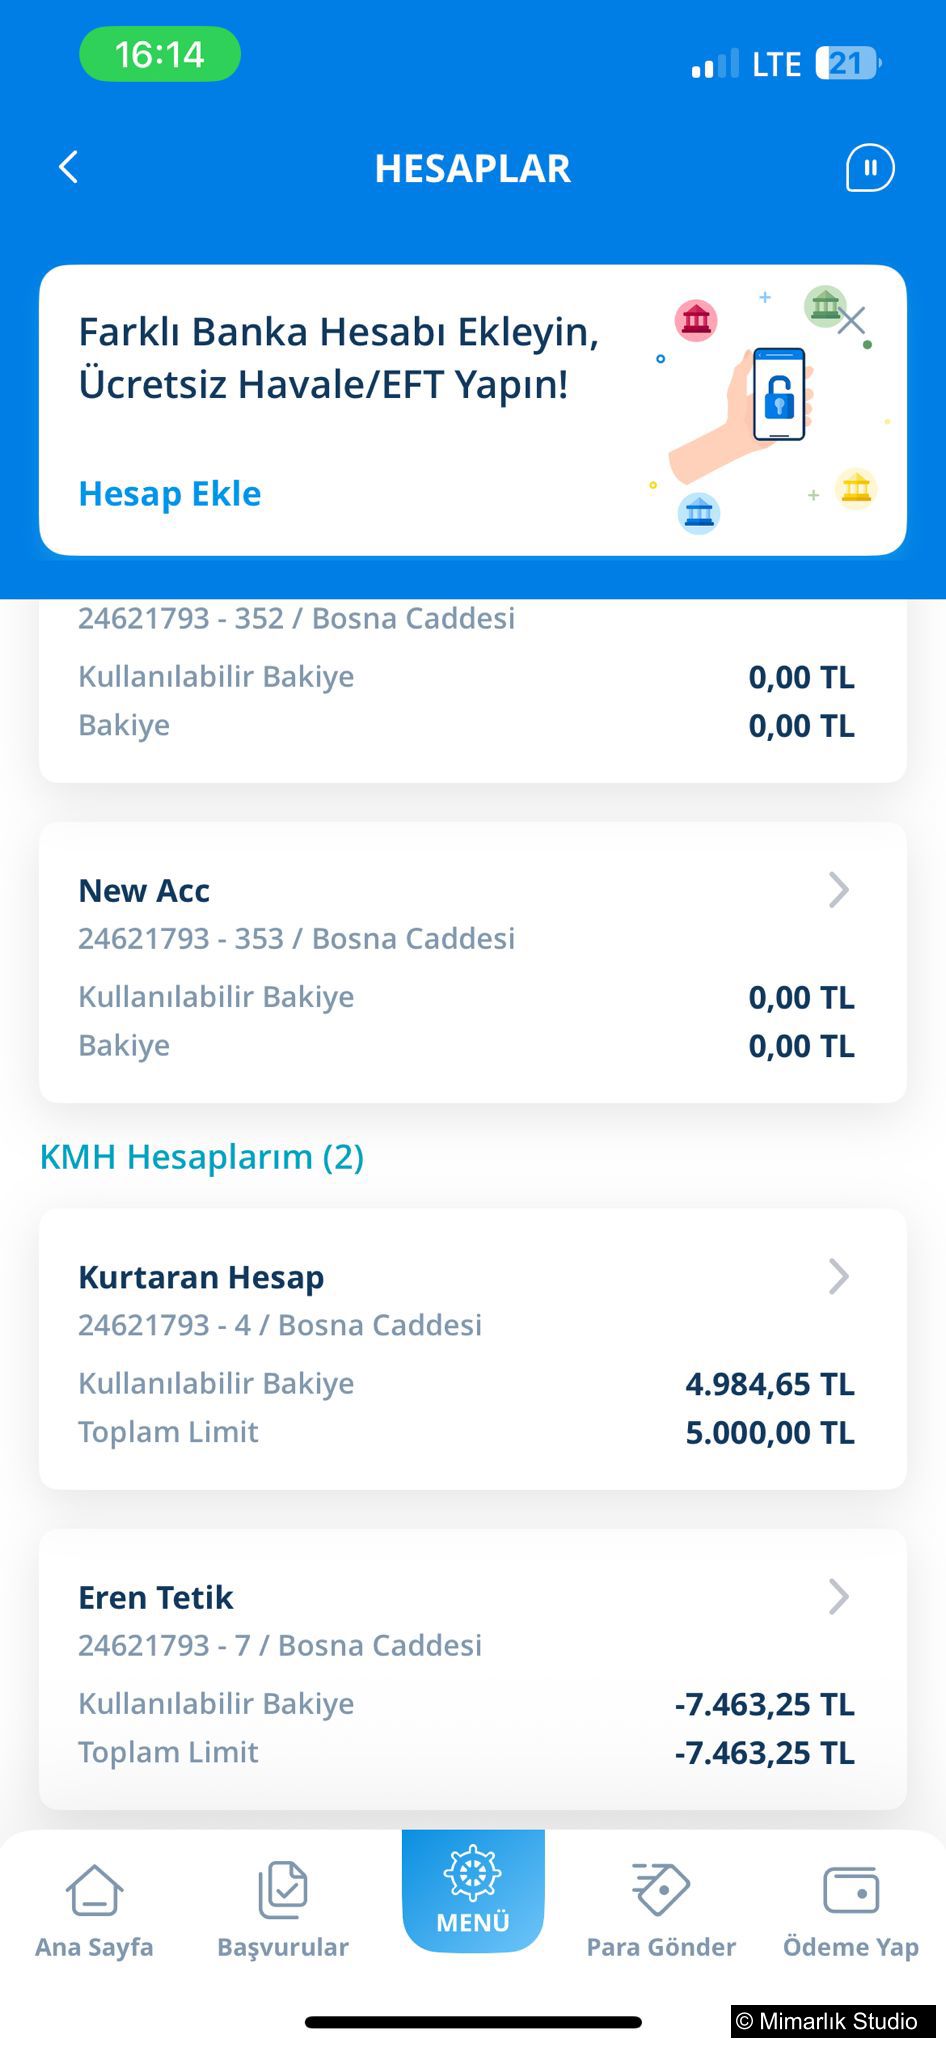 16:14
LTE
21
HESAPLAR
Farklı Banka Hesabı Ekleyin,
Ücretsiz Havale/EFT Yapın!
Hesap Ekle
24621793 - 352 / Bosna Caddesi
Kullanılabilir Bakiye 0,00 TL
Bakiye 0,00 TL
New Acc
24621793 - 353 / Bosna Caddesi
Kullanılabilir Bakiye 0,00 TL
Bakiye 0,00 TL
KMH Hesaplarım (2)
Kurtaran Hesap
24621793 - 4 / Bosna Caddesi
Kullanılabilir Bakiye 4.984,65 TL
Toplam Limit 5.000,00 TL
Eren Tetik
24621793 - 7 / Bosna Caddesi
Kullanılabilir Bakiye -7.463,25 TL
Toplam Limit -7.463,25 TL
Ana Sayfa Başvurular MENÜ Para Gönder Ödeme Yap
© Mimarlık Studio